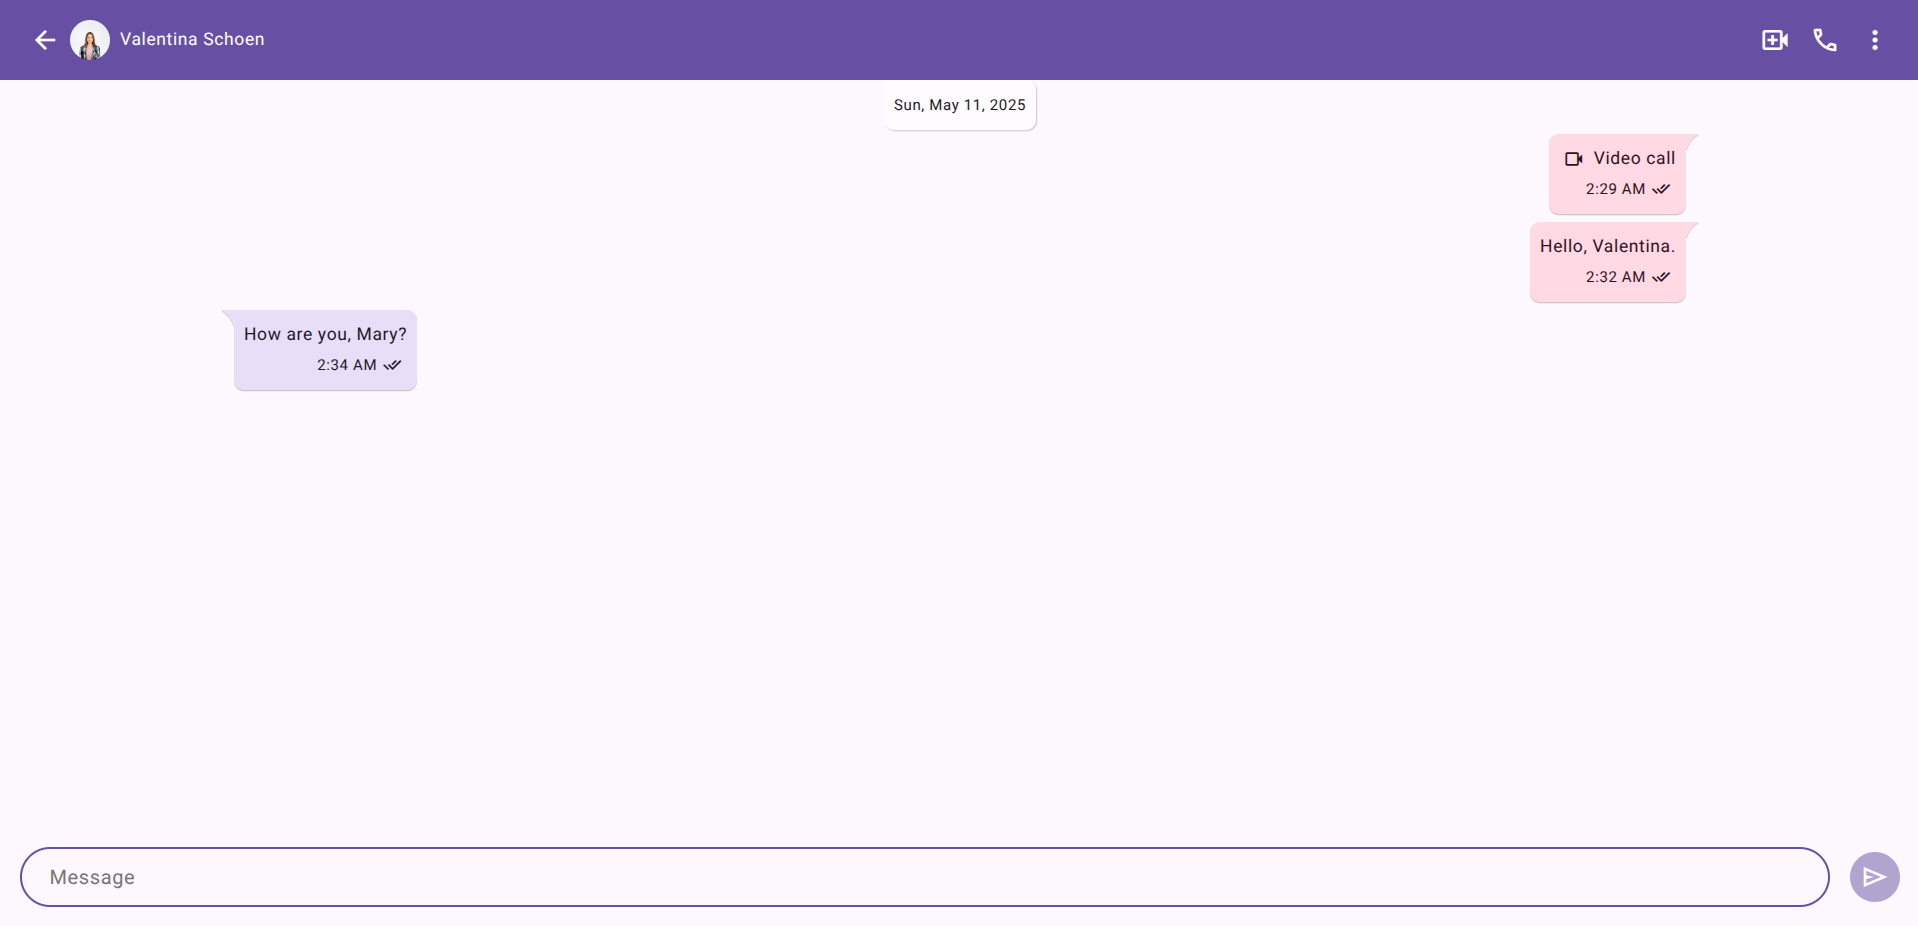 Valentina Schoen
Sun, May 11, 2025
Video call
2:29 AM
Hello, Valentina.
2:32 AM
How are you, Mary?
2:34 AM
Message